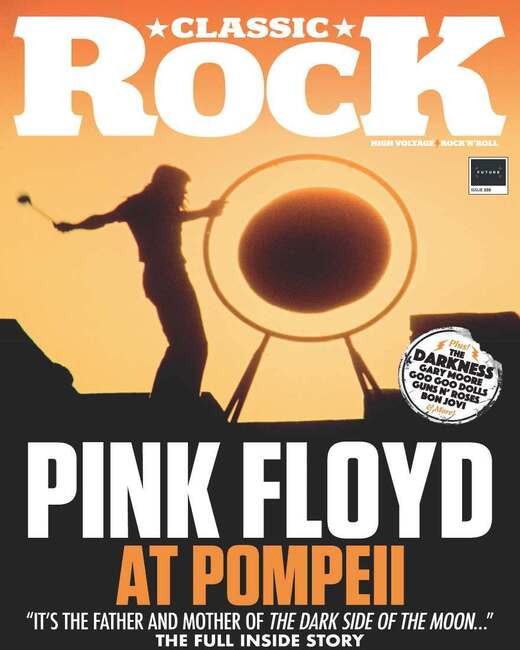 ★CLASSIC★
ROCK
HIGH VOLTAGE ROCK'N'ROLL
FUTURE
Plus!
THE
DARKNESS
GARY MOORE
GOO GOO DOLLS
GUNS N' ROSES
BON JOVI
& More!
PINK FLOYD
AT POMPEII
“IT'S THE FATHER AND MOTHER OF THE DARK SIDE OF THE MOON...”
THE FULL INSIDE STORY